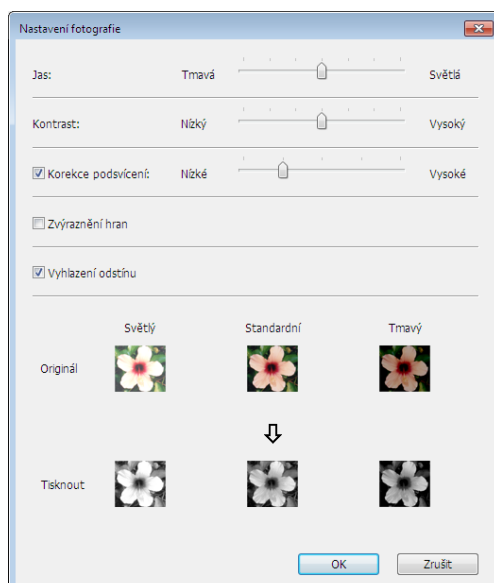 Nastavení fotografie
Jas: Tmavá Světlá
Kontrast: Nízký Vysoký
Korekce podsvícení: Nízké Vysoké
Zvýraznění hran
Vyhlazení odstínu
Světlý Standardní Tmavý
Originál
Tisknout
OK Zrušit